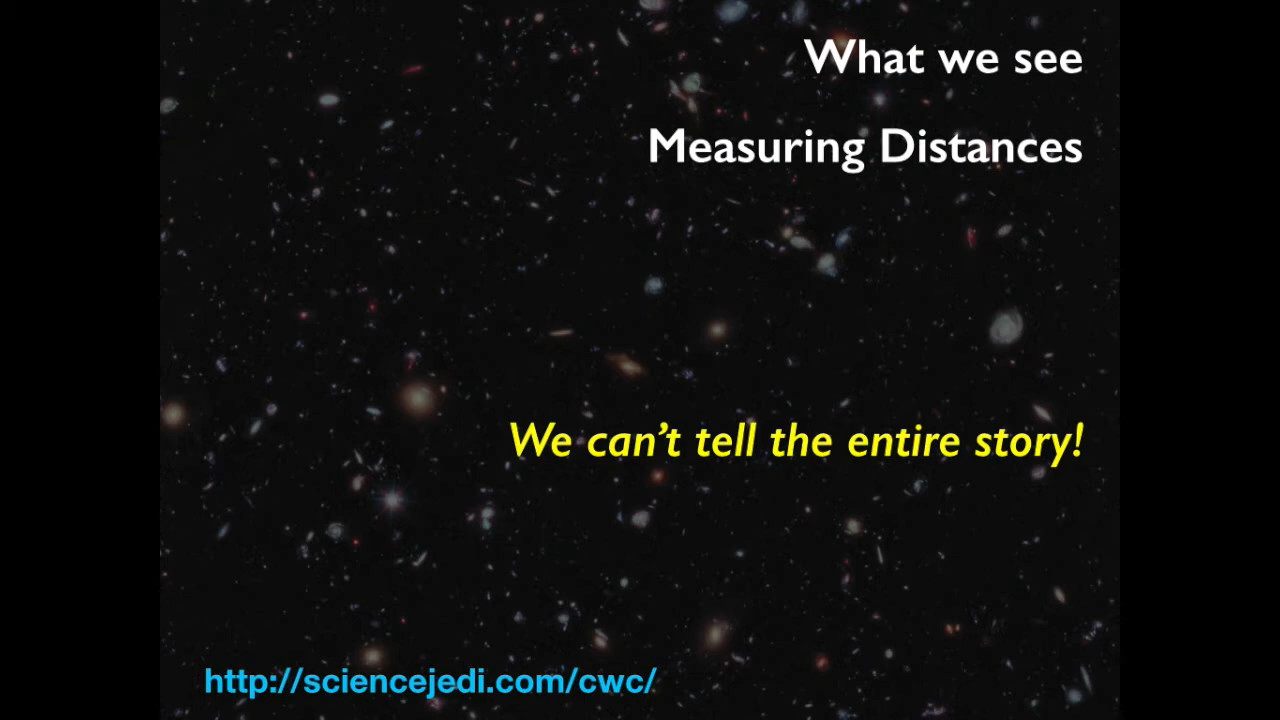 What we see
Measuring Distances
We can’t tell the entire story!
http://sciencejedi.com/cwc/